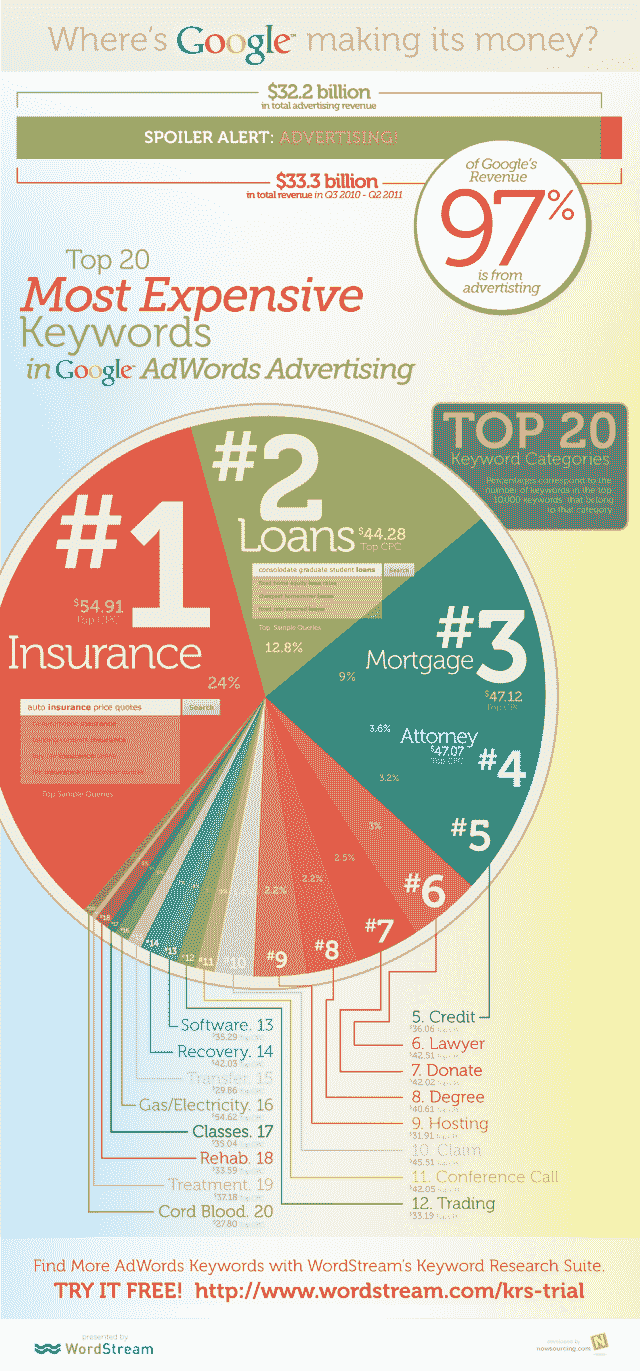 Where's Google™ making its money?
$32.2 billion
in total advertising revenue
SPOILER ALERT: ADVERTISING!
$33.3 billion
in total revenue in Q3 2010 - Q2 2011
of Google's
Revenue
97%
is from
advertisting
Top 20
Most Expensive
Keywords
in Google™ AdWords Advertising
TOP 20
Keyword Categories
Percentages correspond to the
number of keywords in the top
10,000 keywords that belong
to that category
#1
$54.91
Top CPC
Insurance
24%
auto insurance price quotes
Search
Top Sample Queries
#2
Loans
$44.28
Top CPC
consolodate graduate student loans
Search
Top Sample Queries
12.8%
#3
Mortgage
$47.12
Top CPC
9%
3.6%
Attorney
$47.07
Top CPC
#4
3.2%
#5
3%
#6
2.5%
#7
2.2%
#8
2.2%
#9
#10
#11
#12
#13
#14
#18
Software. 13
$35.29 Top CPC
Recovery. 14
$42.03 Top CPC
Transfer. 15
$29.86 Top CPC
Gas/Electricity. 16
$54.62 Top CPC
Classes. 17
$35.04 Top CPC
Rehab. 18
$33.59 Top CPC
Treatment. 19
$37.18 Top CPC
Cord Blood. 20
$27.80 Top CPC
5. Credit
$36.06 Top CPC
6. Lawyer
$42.51 Top CPC
7. Donate
$42.02 Top CPC
8. Degree
$40.61 Top CPC
9. Hosting
$31.91 Top CPC
10. Claim
$45.51 Top CPC
11. Conference Call
$42.05 Top CPC
12. Trading
$33.19 Top CPC
Find More AdWords Keywords with WordStream's Keyword Research Suite.
TRY IT FREE! http://www.wordstream.com/krs-trial
presented by
WordStream
nowsourcing.com
N